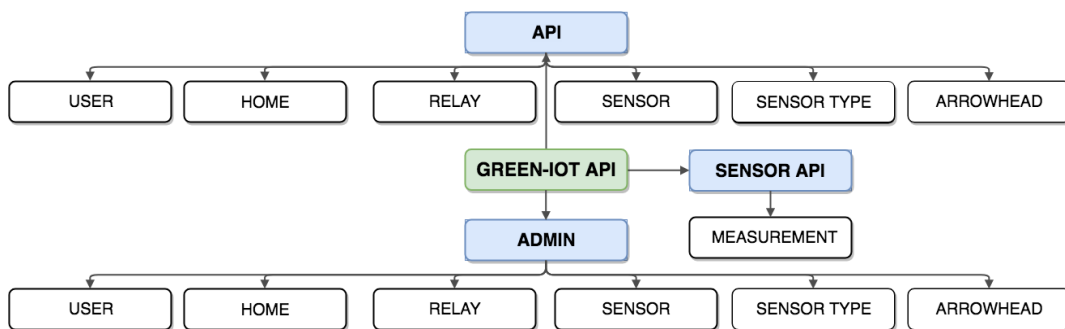 API
USER
HOME
RELAY
SENSOR
SENSOR TYPE
ARROWHEAD
GREEN-IOT API
SENSOR API
ADMIN
MEASUREMENT
USER
HOME
RELAY
SENSOR
SENSOR TYPE
ARROWHEAD